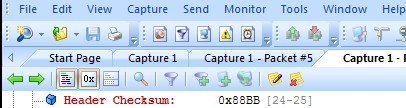 File Edit View Capture Send Monitor Tools Window Help
Start Page Capture 1 Capture 1 - Packet #5 Capture 1 -
0x
Header Checksum: 0x88BB [24-25]